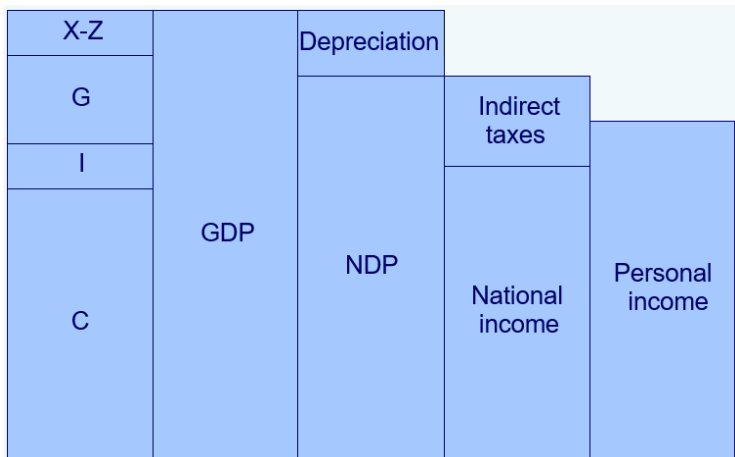 X-Z
G
I
C
GDP
Depreciation
NDP
Indirect
taxes
National
income
Personal
income